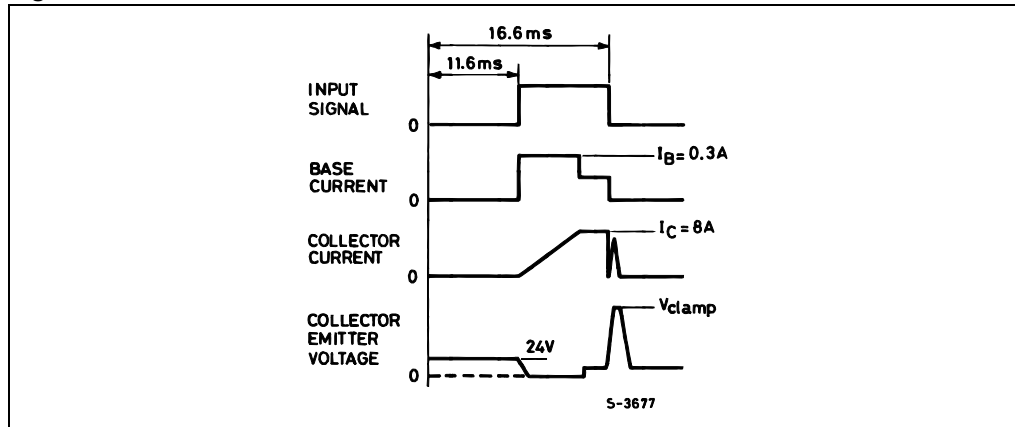 16.6ms
11.6ms
INPUT
SIGNAL
0
BASE
CURRENT
0
IB=0.3A
COLLECTOR
CURRENT
0
IC=8A
COLLECTOR
EMITTER
VOLTAGE
0
24V
Vclamp
S-3677